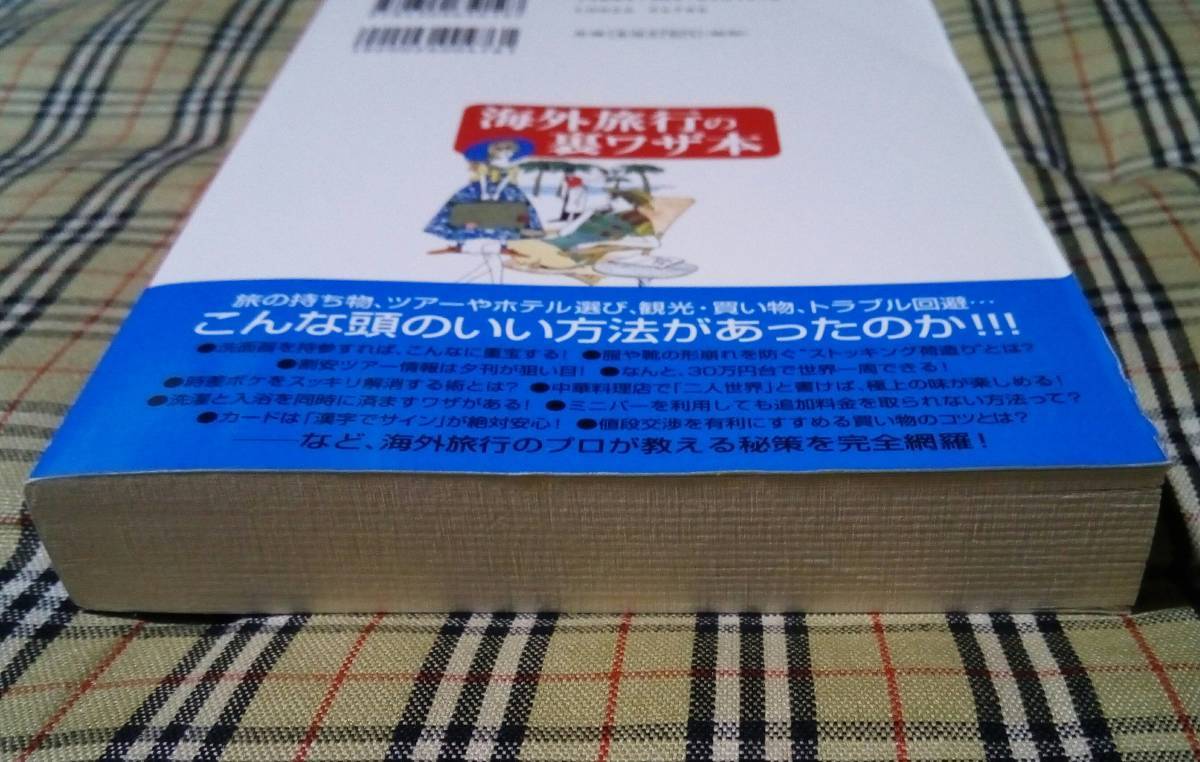 海外旅行の
裏ワザ本
旅の持ち物、ツアーやホテル選び、観光・買い物、トラブル回避…
こんな頭のいい方法があったのか!!!
●洗面器を持参すれば、こんなに重宝する! ●服や靴の形崩れを防ぐ“ストッキング荷造り”とは?
●割安ツアー情報は夕刊が狙い目! ●なんと、30万円台で世界一周できる!
●時差ボケをスッキリ解消する術とは? ●中華料理店で「二人世界」と書けば、極上の味が楽しめる!
●洗濯と入浴を同時に済ますワザがある! ●ミニバーを利用しても追加料金を取られない方法って?
●カードは「漢字でサイン」が絶対安心! ●値段交渉を有利にすすめる買い物のコツとは?
──など、海外旅行のプロが教える秘策を完全網羅!